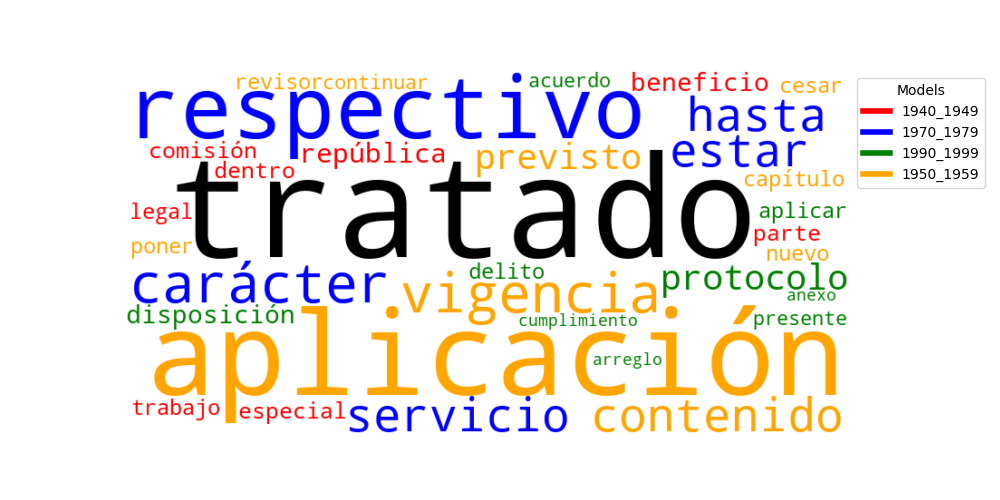 revisor continuar acuerdo beneficio cesar
respectivo hasta
comisión república previsto estar
dentro capítulo
tratado
legal aplicar
poner parte
nuevo
carácter delito protocolo
vigencia anexo
disposición cumplimiento presente
aplicación
arreglo
trabajo especial servicio contenido
Models
1940_1949
1970_1979
1990_1999
1950_1959